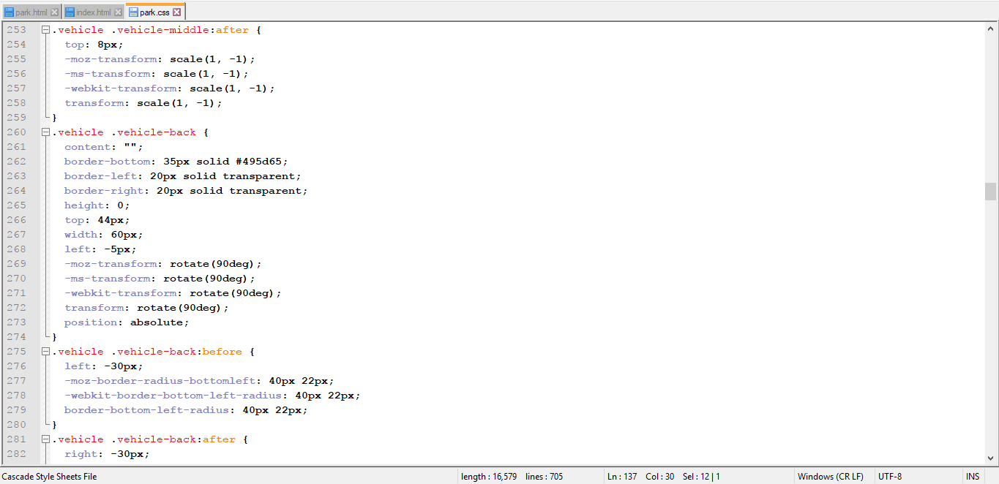 park.html index.html park.css
253 .vehicle .vehicle-middle:after {
254 top: 8px;
255 -moz-transform: scale(1, -1);
256 -ms-transform: scale(1, -1);
257 -webkit-transform: scale(1, -1);
258 transform: scale(1, -1);
259 }
260 .vehicle .vehicle-back {
261 content: "";
262 border-bottom: 35px solid #495d65;
263 border-left: 20px solid transparent;
264 border-right: 20px solid transparent;
265 height: 0;
266 top: 44px;
267 width: 60px;
268 left: -5px;
269 -moz-transform: rotate(90deg);
270 -ms-transform: rotate(90deg);
271 -webkit-transform: rotate(90deg);
272 transform: rotate(90deg);
273 position: absolute;
274 }
275 .vehicle .vehicle-back:before {
276 left: -30px;
277 -moz-border-radius-bottomleft: 40px 22px;
278 -webkit-border-bottom-left-radius: 40px 22px;
279 border-bottom-left-radius: 40px 22px;
280 }
281 .vehicle .vehicle-back:after {
282 right: -30px;
Cascade Style Sheets File length : 16,579 lines : 705 Ln : 137 Col : 30 Sel : 12 | 1 Windows (CR LF) UTF-8 INS